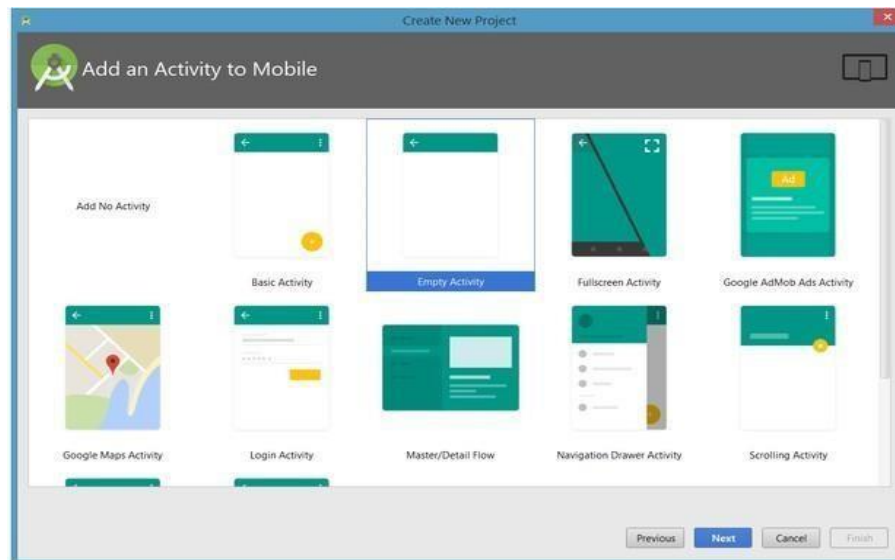 Create New Project
Add an Activity to Mobile
Add No Activity
Basic Activity
Empty Activity
Fullscreen Activity
Ad
Google AdMob Ads Activity
Google Maps Activity
Login Activity
Master/Detail Flow
Navigation Drawer Activity
Scrolling Activity
Previous
Next
Cancel
Finish